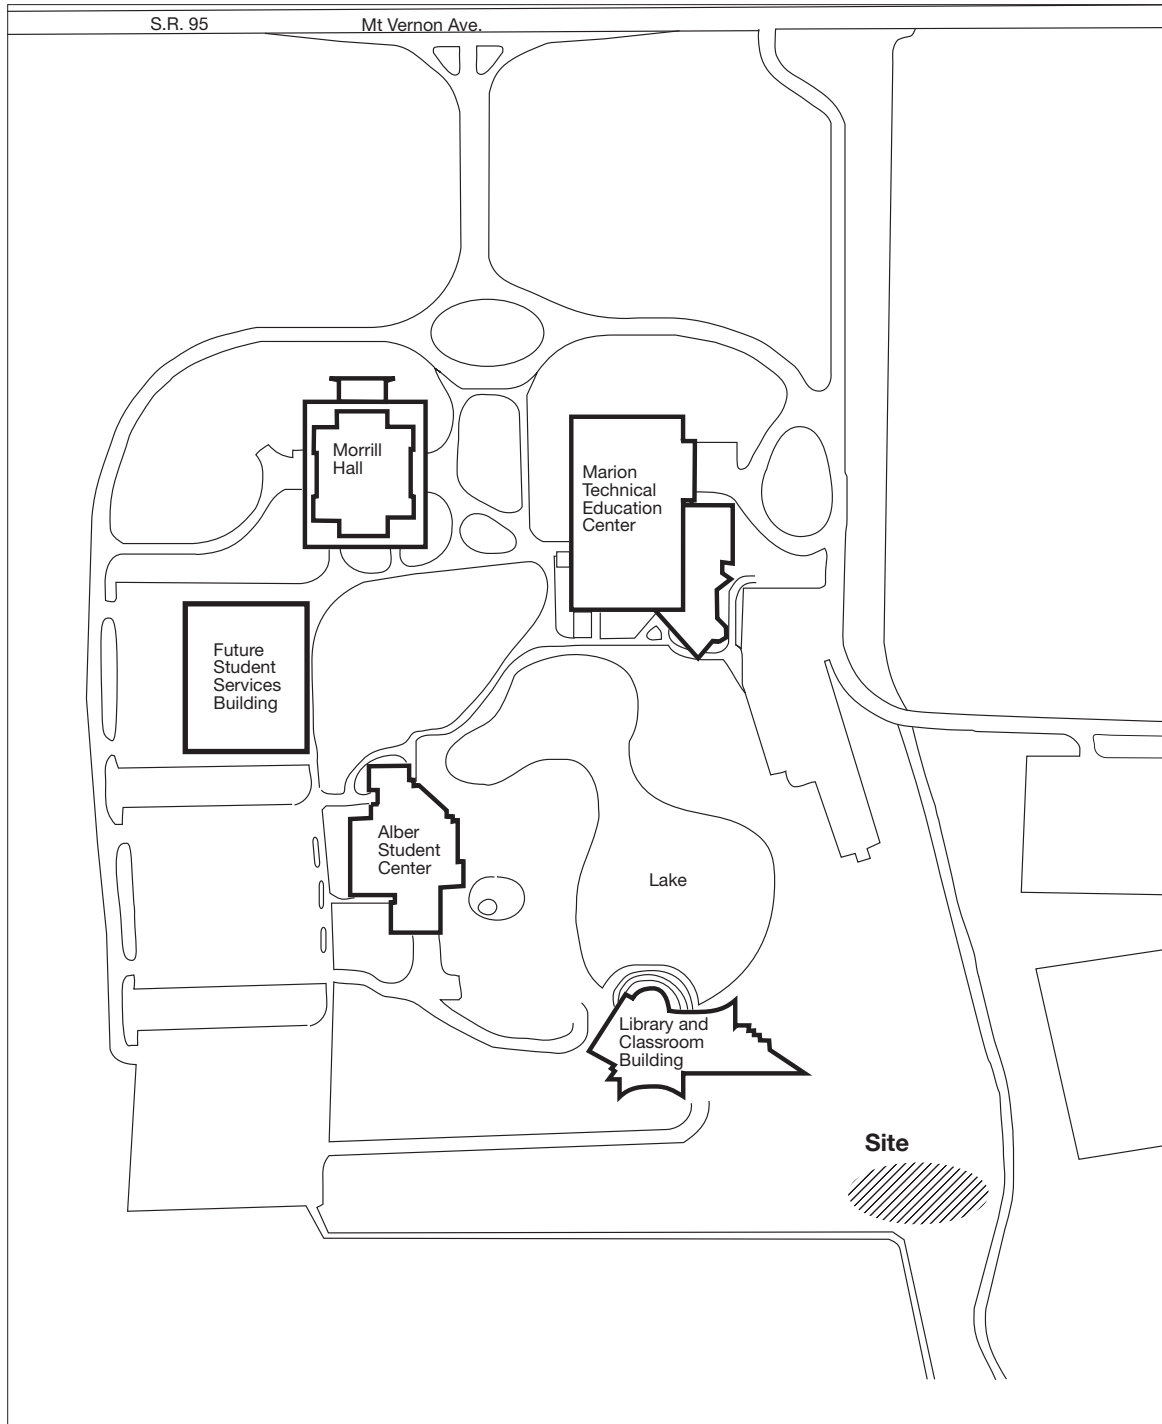 S.R. 95
Mt Vernon Ave.
Morrill
Hall
Marion
Technical
Education
Center
Future
Student
Services
Building
Alber
Student
Center
Lake
Library and
Classroom
Building
Site